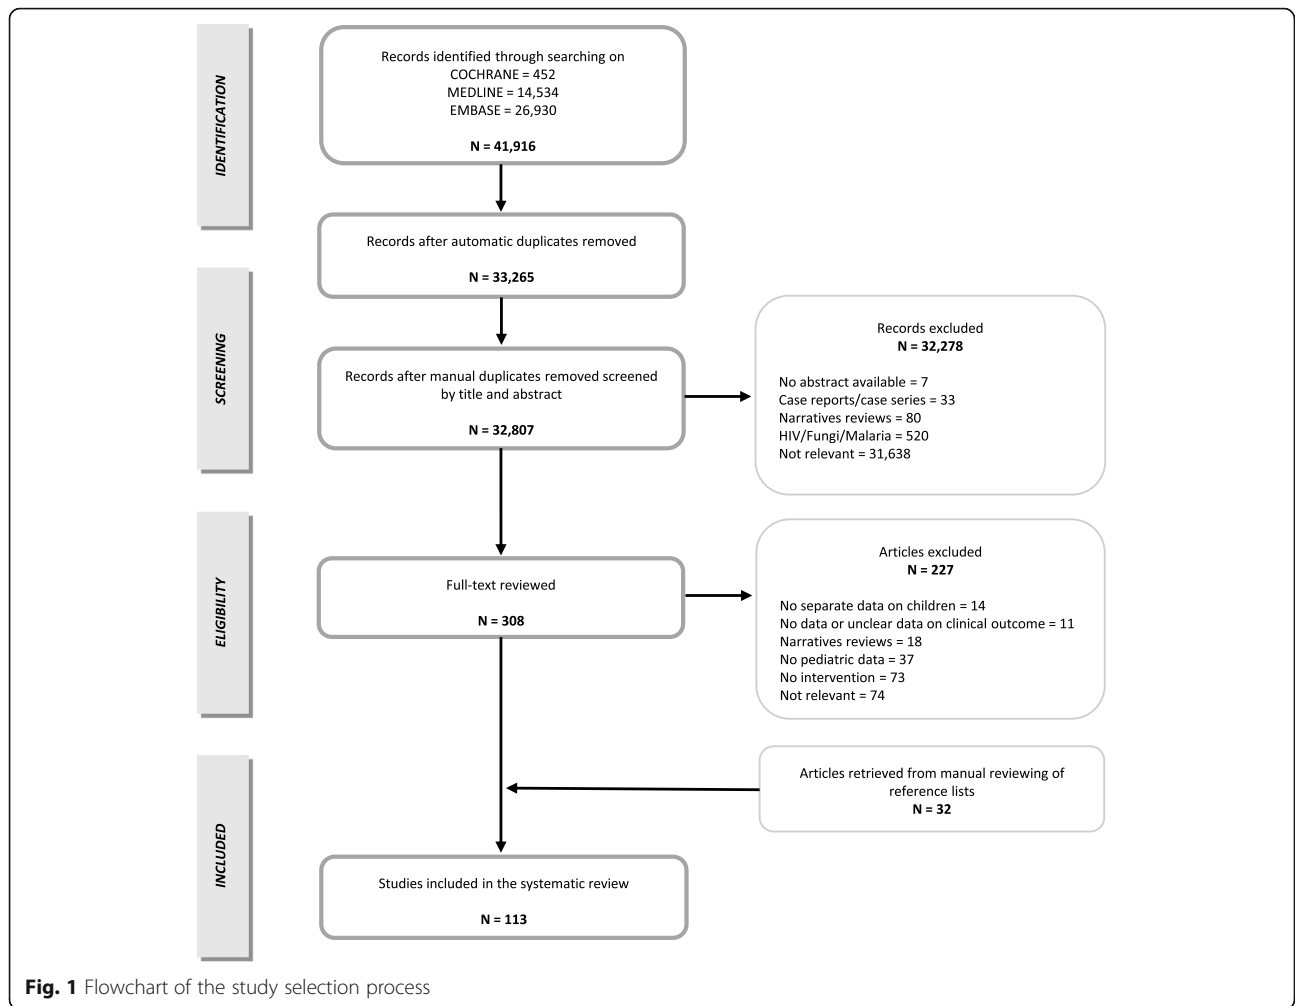 IDENTIFICATION
Records identified through searching on
COCHRANE = 452
MEDLINE = 14,534
EMBASE = 26,930
N = 41,916
Records after automatic duplicates removed
N = 33,265
SCREENING
Records after manual duplicates removed screened
by title and abstract
N = 32,807
Records excluded
N = 32,278
No abstract available = 7
Case reports/case series = 33
Narratives reviews = 80
HIV/Fungi/Malaria = 520
Not relevant = 31,638
ELIGIBILITY
Full-text reviewed
N = 308
Articles excluded
N = 227
No separate data on children = 14
No data or unclear data on clinical outcome = 11
Narratives reviews = 18
No pediatric data = 37
No intervention = 73
Not relevant = 74
Articles retrieved from manual reviewing of
reference lists
N = 32
INCLUDED
Studies included in the systematic review
N = 113
Fig. 1 Flowchart of the study selection process